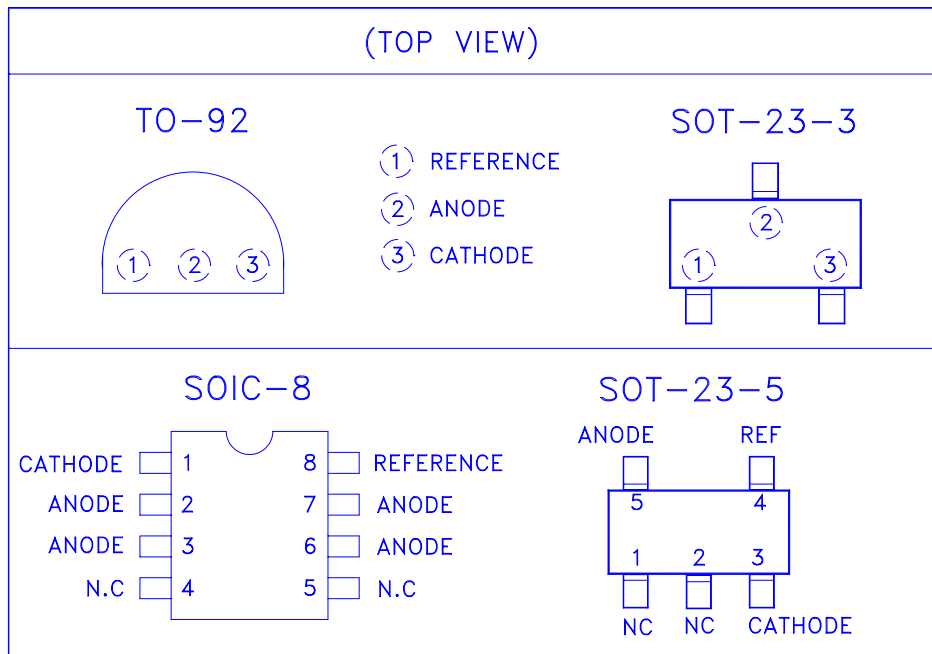 (TOP VIEW)
TO-92
1 REFERENCE
2 ANODE
3 CATHODE
1 2 3
SOT-23-3
2
1 3
SOIC-8
CATHODE 1 8 REFERENCE
ANODE 2 7 ANODE
ANODE 3 6 ANODE
N.C 4 5 N.C
SOT-23-5
ANODE REF
5 4
1 2 3
NC NC CATHODE